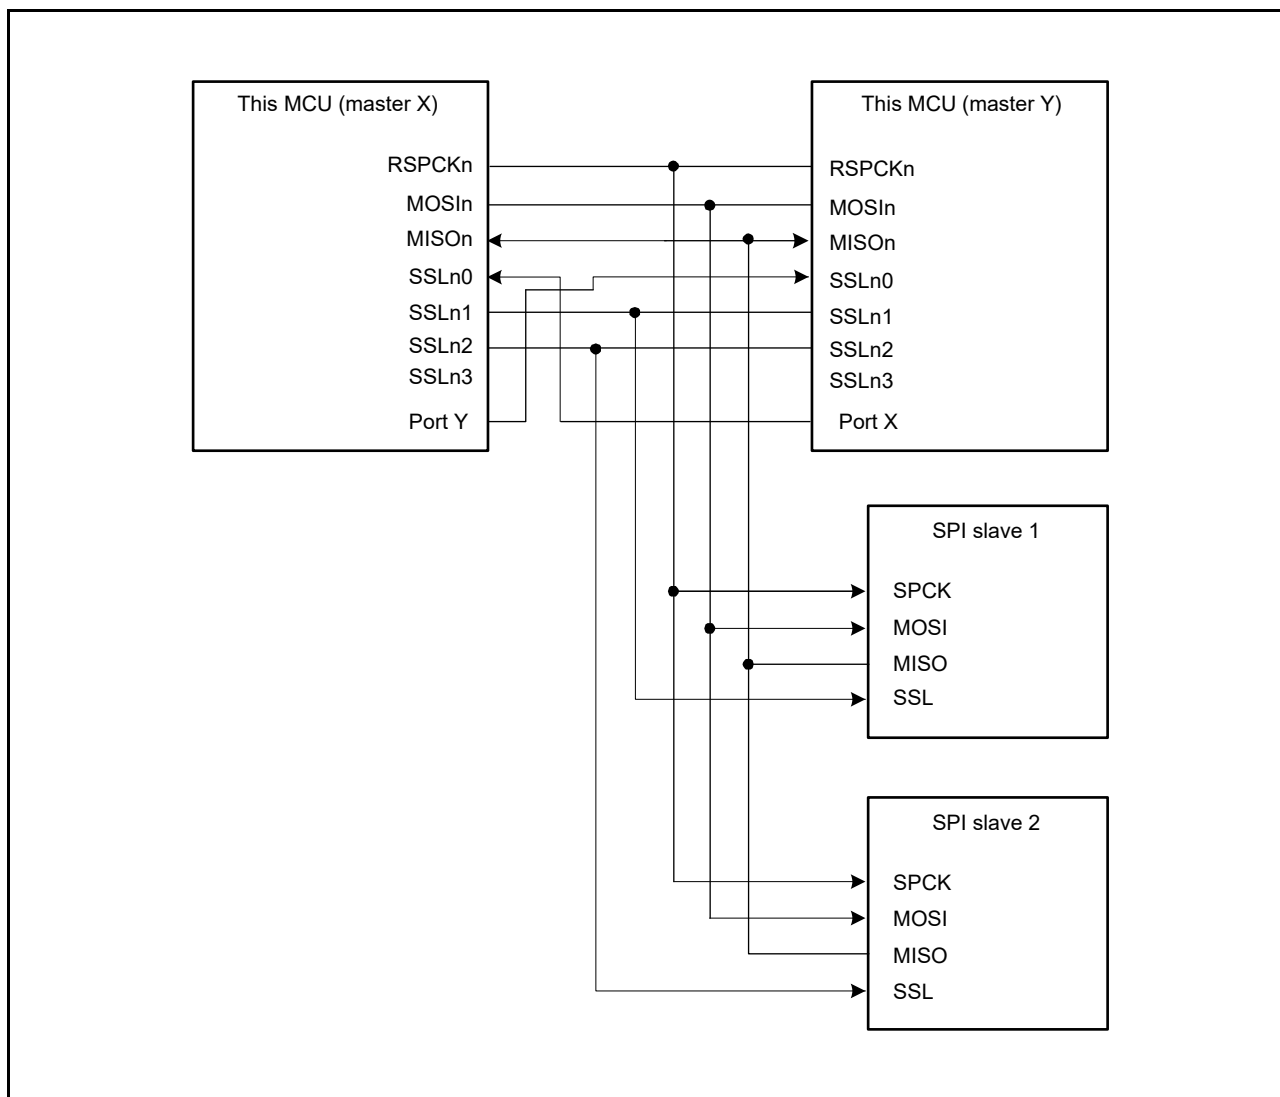 This MCU (master X)
RSPCKn
MOSIn
MISOn
SSLn0
SSLn1
SSLn2
SSLn3
Port Y
This MCU (master Y)
RSPCKn
MOSIn
MISOn
SSLn0
SSLn1
SSLn2
SSLn3
Port X
SPI slave 1
SPCK
MOSI
MISO
SSL
SPI slave 2
SPCK
MOSI
MISO
SSL